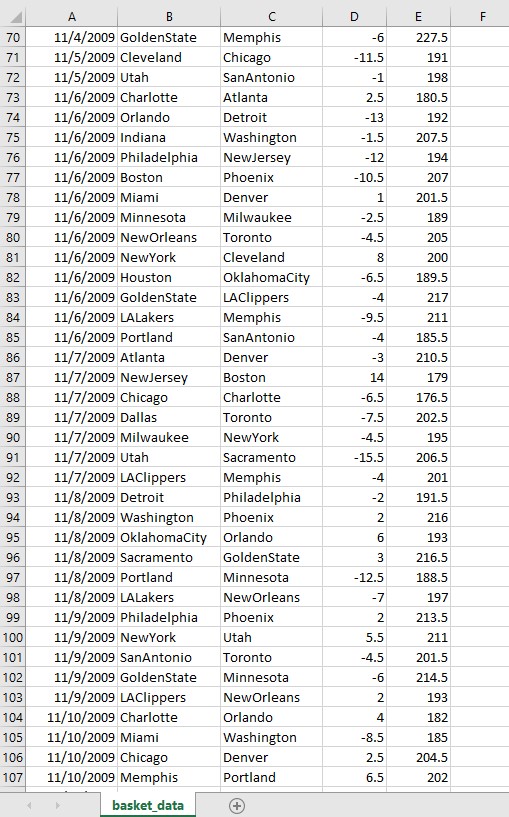 A B C D E F
70 11/4/2009 GoldenState Memphis -6 227.5
71 11/5/2009 Cleveland Chicago -11.5 191
72 11/5/2009 Utah SanAntonio -1 198
73 11/6/2009 Charlotte Atlanta 2.5 180.5
74 11/6/2009 Orlando Detroit -13 192
75 11/6/2009 Indiana Washington -1.5 207.5
76 11/6/2009 Philadelphia NewJersey -12 194
77 11/6/2009 Boston Phoenix -10.5 207
78 11/6/2009 Miami Denver 1 201.5
79 11/6/2009 Minnesota Milwaukee -2.5 189
80 11/6/2009 NewOrleans Toronto -4.5 205
81 11/6/2009 NewYork Cleveland 8 200
82 11/6/2009 Houston OklahomaCity -6.5 189.5
83 11/6/2009 GoldenState LAClippers -4 217
84 11/6/2009 LALakers Memphis -9.5 211
85 11/6/2009 Portland SanAntonio -4 185.5
86 11/7/2009 Atlanta Denver -3 210.5
87 11/7/2009 NewJersey Boston 14 179
88 11/7/2009 Chicago Charlotte -6.5 176.5
89 11/7/2009 Dallas Toronto -7.5 202.5
90 11/7/2009 Milwaukee NewYork -4.5 195
91 11/7/2009 Utah Sacramento -15.5 206.5
92 11/7/2009 LAClippers Memphis -4 201
93 11/8/2009 Detroit Philadelphia -2 191.5
94 11/8/2009 Washington Phoenix 2 216
95 11/8/2009 OklahomaCity Orlando 6 193
96 11/8/2009 Sacramento GoldenState 3 216.5
97 11/8/2009 Portland Minnesota -12.5 188.5
98 11/8/2009 LALakers NewOrleans -7 197
99 11/9/2009 Philadelphia Phoenix 2 213.5
100 11/9/2009 NewYork Utah 5.5 211
101 11/9/2009 SanAntonio Toronto -4.5 201.5
102 11/9/2009 GoldenState Minnesota -6 214.5
103 11/9/2009 LAClippers NewOrleans 2 193
104 11/10/2009 Charlotte Orlando 4 182
105 11/10/2009 Miami Washington -8.5 185
106 11/10/2009 Chicago Denver 2.5 204.5
107 11/10/2009 Memphis Portland 6.5 202
basket_data